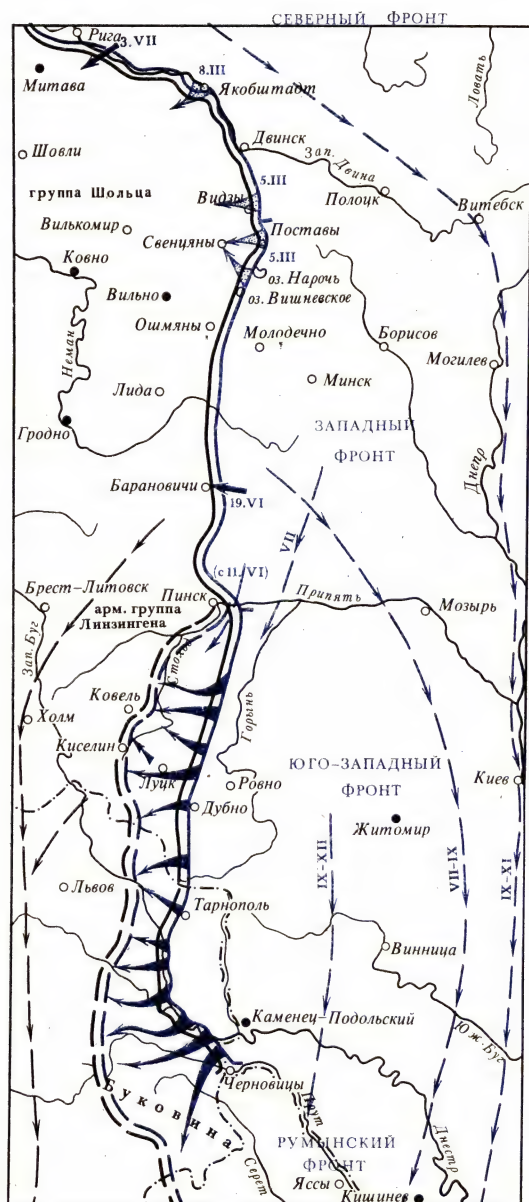 СЕВЕРНЫЙ ФРОНТ
Рига
3.VII
Митава
8.III
Якобштадт
Ловать
Шовли
Двинск
Зап. Двина
5.III
группа Шольца
Видзы
Полоцк
Витебск
Вилькомир
Поставы
Свенцяны
Ковно
5.III
оз. Нарочь
Вильно
оз. Вишневское
Ошмяны
Молодечно
Борисов
Неман
Могилев
Минск
Лида
Гродно
ЗАПАДНЫЙ
ФРОНТ
Днепр
Барановичи
19.VI
VII
(с 11.VI)
Брест-Литовск
Пинск
Припять
Мозырь
арм. группа
Линзингена
Зап. Буг
Стоход
Ковель
Горынь
Холм
Киселин
ЮГО-ЗАПАДНЫЙ
ФРОНТ
Киев
Луцк
Ровно
Дубно
Житомир
IX-XII
VII-IX
IX-XI
Львов
Тарнополь
Винница
Каменец-Подольский
Юж. Буг
Черновицы
Буковина
Прут
Днестр
РУМЫНСКИЙ
ФРОНТ
Серет
Яссы
Кишинев